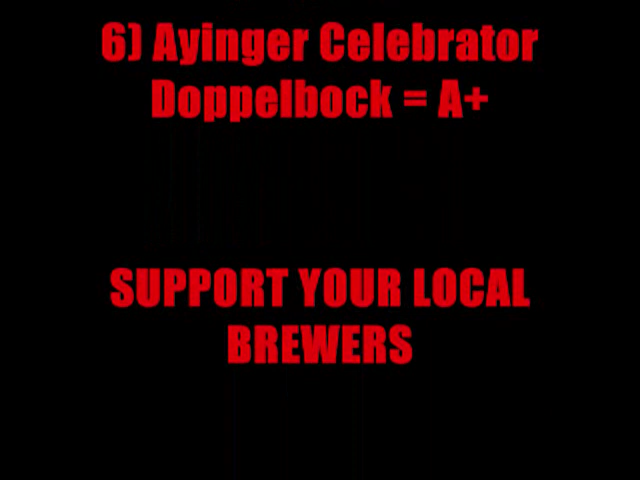 6) Ayinger Celebrator
Doppelbock = A+
SUPPORT YOUR LOCAL
BREWERS